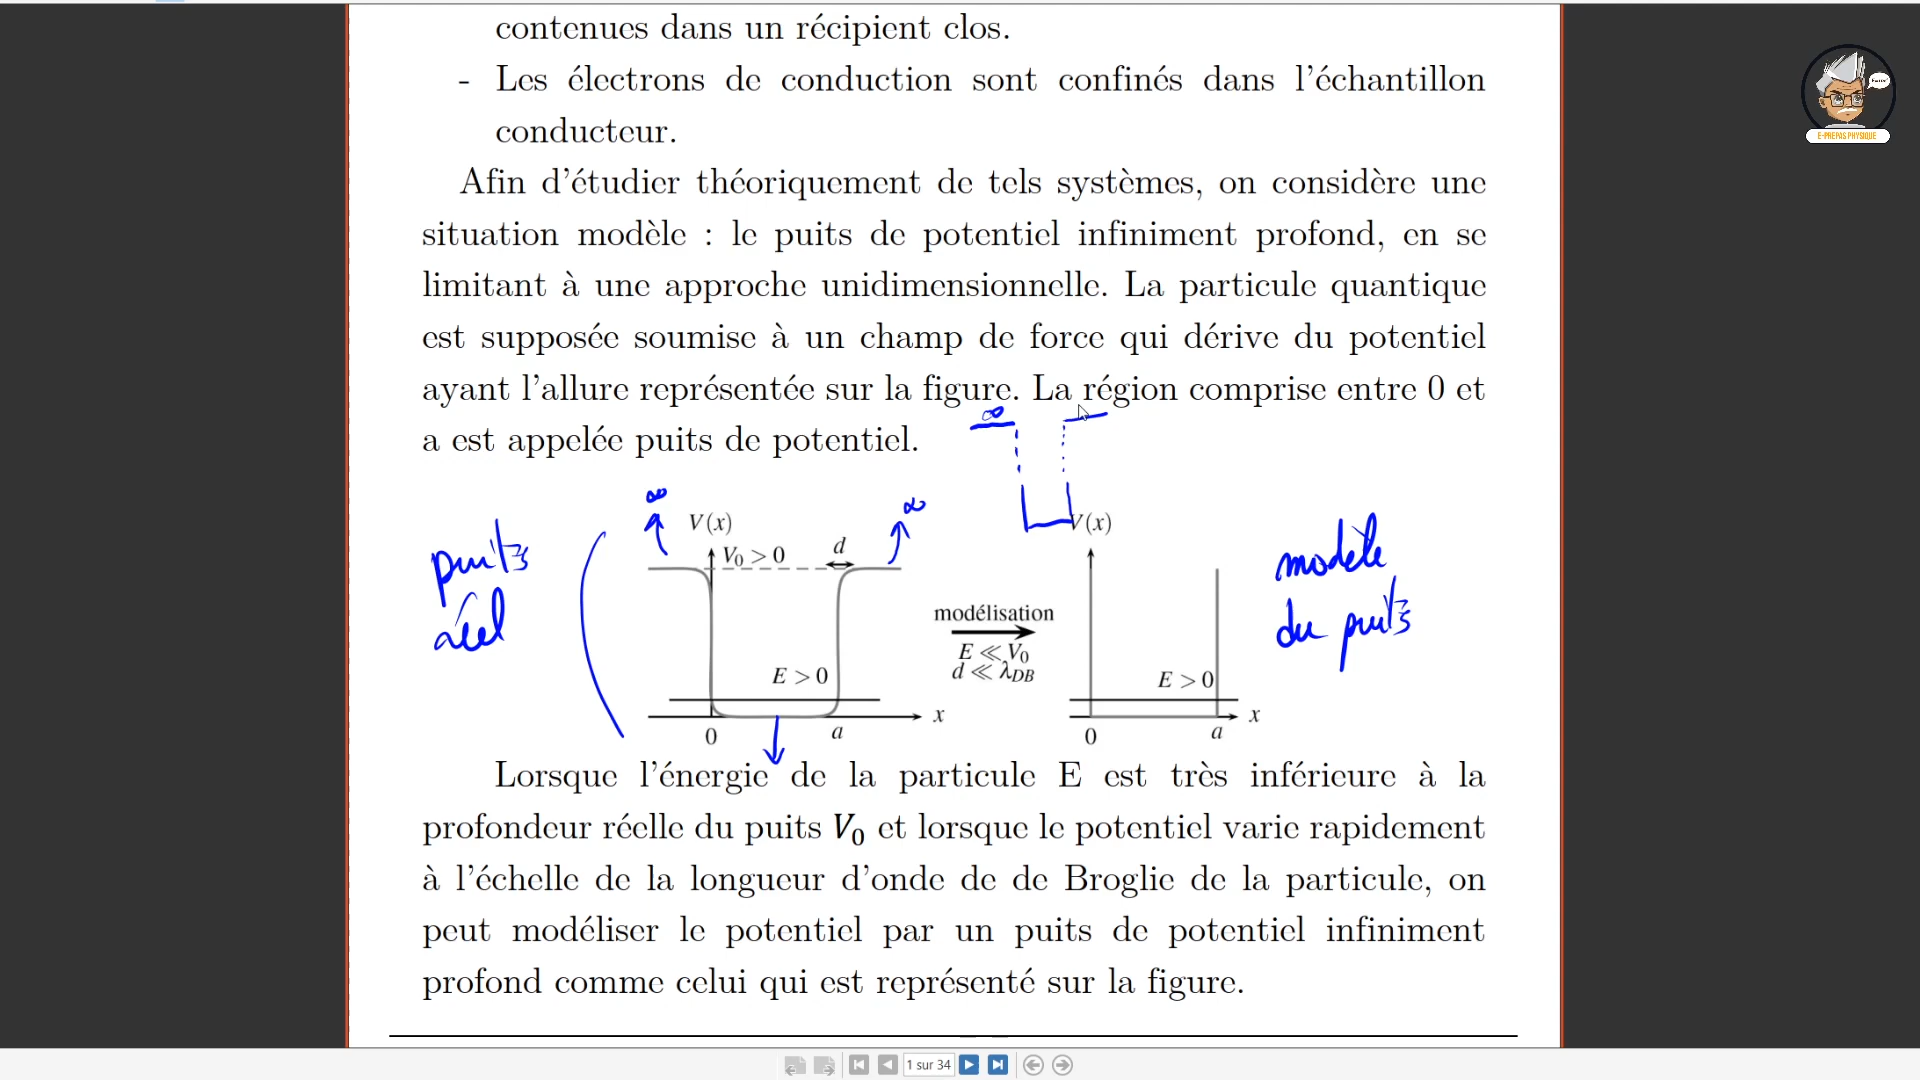 contenues dans un récipient clos.
- Les électrons de conduction sont confinés dans l'échantillon
conducteur.
Afin d'étudier théoriquement de tels systèmes, on considère une
situation modèle : le puits de potentiel infiniment profond, en se
limitant à une approche unidimensionnelle. La particule quantique
est supposée soumise à un champ de force qui dérive du potentiel
ayant l'allure représentée sur la figure. La région comprise entre 0 et
a est appelée puits de potentiel.
∞
∞
∞
puits
réel
V(x)
V₀ > 0
d
E > 0
x
0
a
modélisation
E ≪ V₀
d ≪ λ_DB
V(x)
E > 0
x
0
a
modèle
du puits
Lorsque l'énergie de la particule E est très inférieure à la
profondeur réelle du puits V₀ et lorsque le potentiel varie rapidement
à l'échelle de la longueur d'onde de de Broglie de la particule, on
peut modéliser le potentiel par un puits de potentiel infiniment
profond comme celui qui est représenté sur la figure.
E-PREPAS PHYSIQUE
1 sur 34